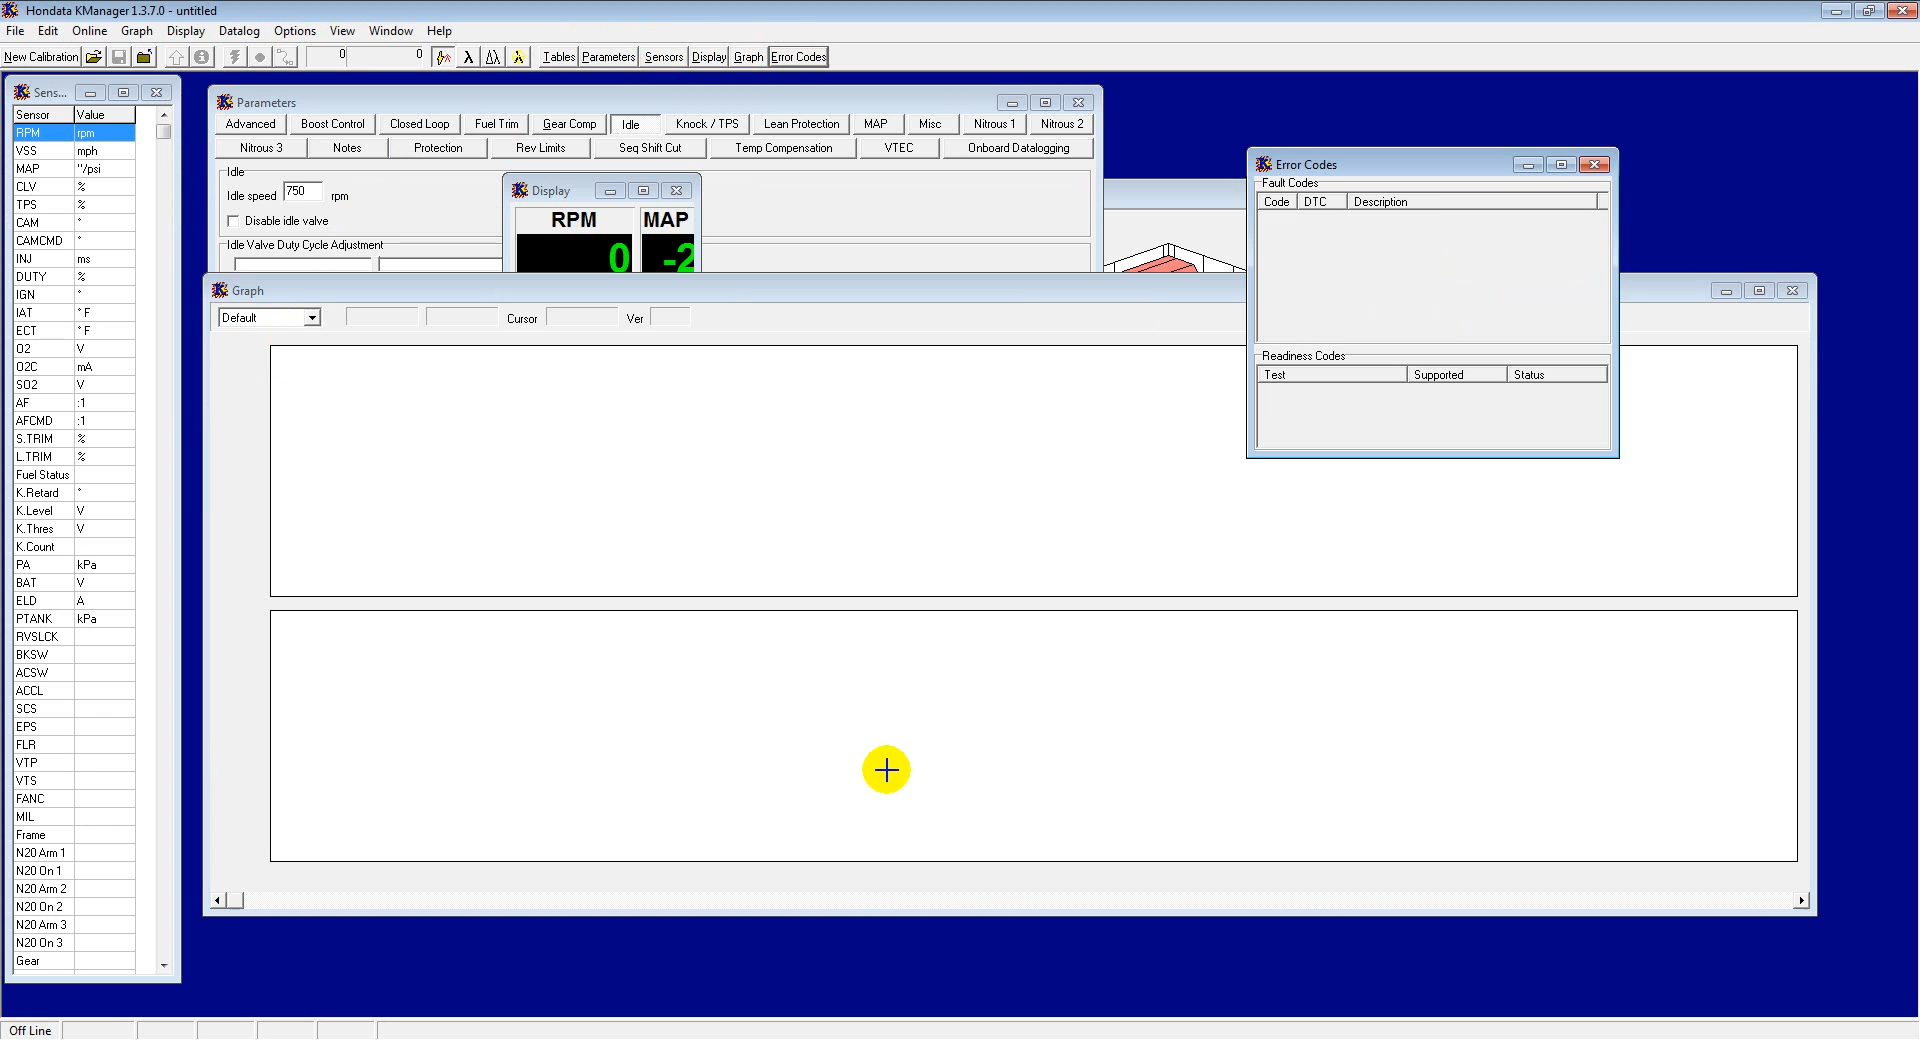 Hondata KManager 1.3.7.0 - untitled
File Edit Online Graph Display Datalog Options View Window Help
New Calibration 0 0 Tables Parameters Sensors Display Graph Error Codes
Sens...
Sensor Value
RPM rpm
VSS mph
MAP "/psi
CLV %
TPS %
CAM °
CAMCMD °
INJ ms
DUTY %
IGN °
IAT ° F
ECT ° F
O2 V
O2C mA
SO2 V
AF :1
AFCMD :1
S.TRIM %
L.TRIM %
Fuel Status
K.Retard °
K.Level V
K.Thres V
K.Count
PA kPa
BAT V
ELD A
PTANK kPa
RVSLCK
BKSW
ACSW
ACCL
SCS
EPS
FLR
VTP
VTS
FANC
MIL
Frame
N20 Arm 1
N20 On 1
N20 Arm 2
N20 On 2
N20 Arm 3
N20 On 3
Gear
Parameters
Advanced Boost Control Closed Loop Fuel Trim Gear Comp Idle Knock / TPS Lean Protection MAP Misc Nitrous 1 Nitrous 2
Nitrous 3 Notes Protection Rev Limits Seq Shift Cut Temp Compensation VTEC Onboard Datalogging
Idle
Idle speed 750 rpm
Disable idle valve
Idle Valve Duty Cycle Adjustment
Display
RPM MAP
0 -2
Graph
Default Cursor Ver
Error Codes
Fault Codes
Code DTC Description
Readiness Codes
Test Supported Status
Off Line